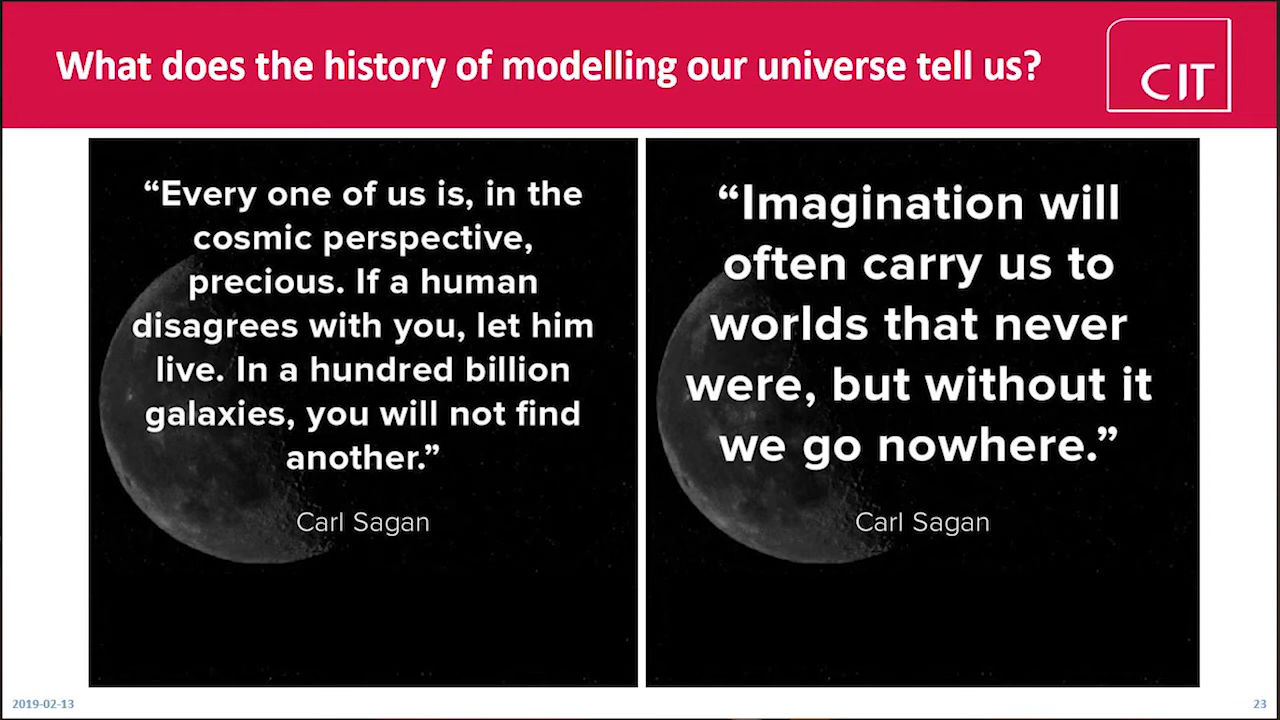 What does the history of modelling our universe tell us?
CIT
“Every one of us is, in the
cosmic perspective,
precious. If a human
disagrees with you, let him
live. In a hundred billion
galaxies, you will not find
another.”
Carl Sagan
“Imagination will
often carry us to
worlds that never
were, but without it
we go nowhere.”
Carl Sagan
2019-02-13
23